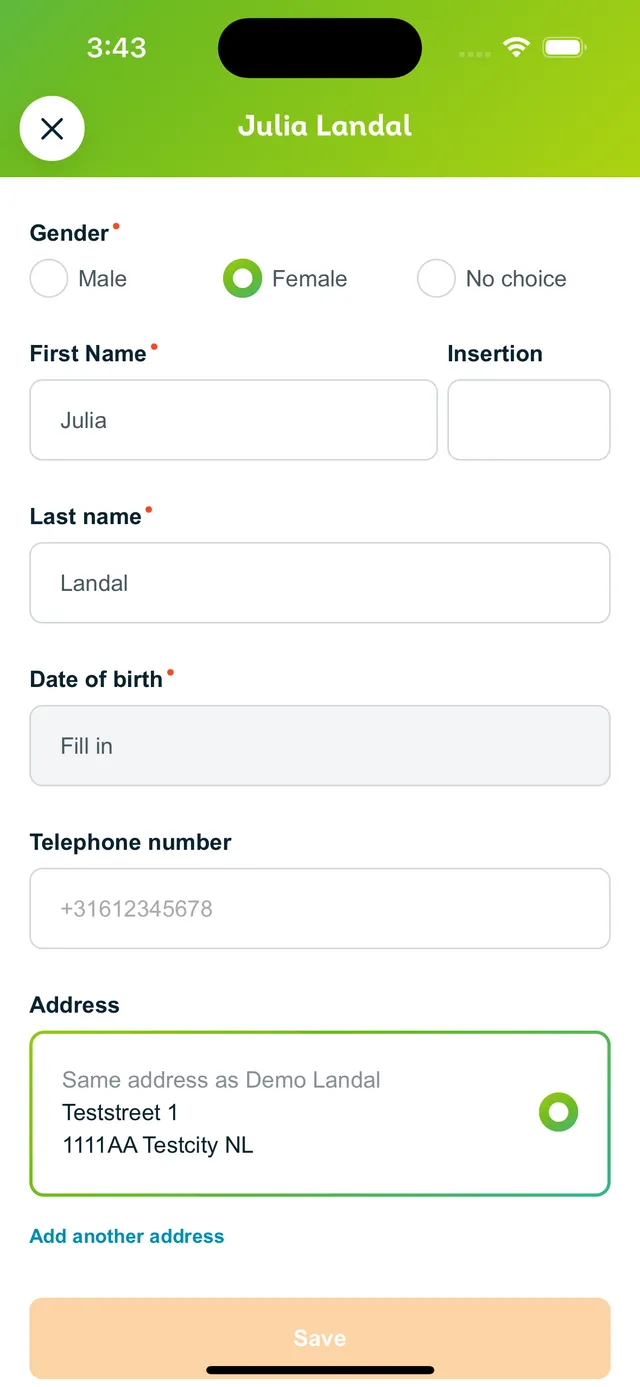 3:43
Julia Landal
Gender
Male Female No choice
First Name Insertion
Julia
Last name
Landal
Date of birth
Fill in
Telephone number
+31612345678
Address
Same address as Demo Landal
Teststreet 1
1111AA Testcity NL
Add another address
Save